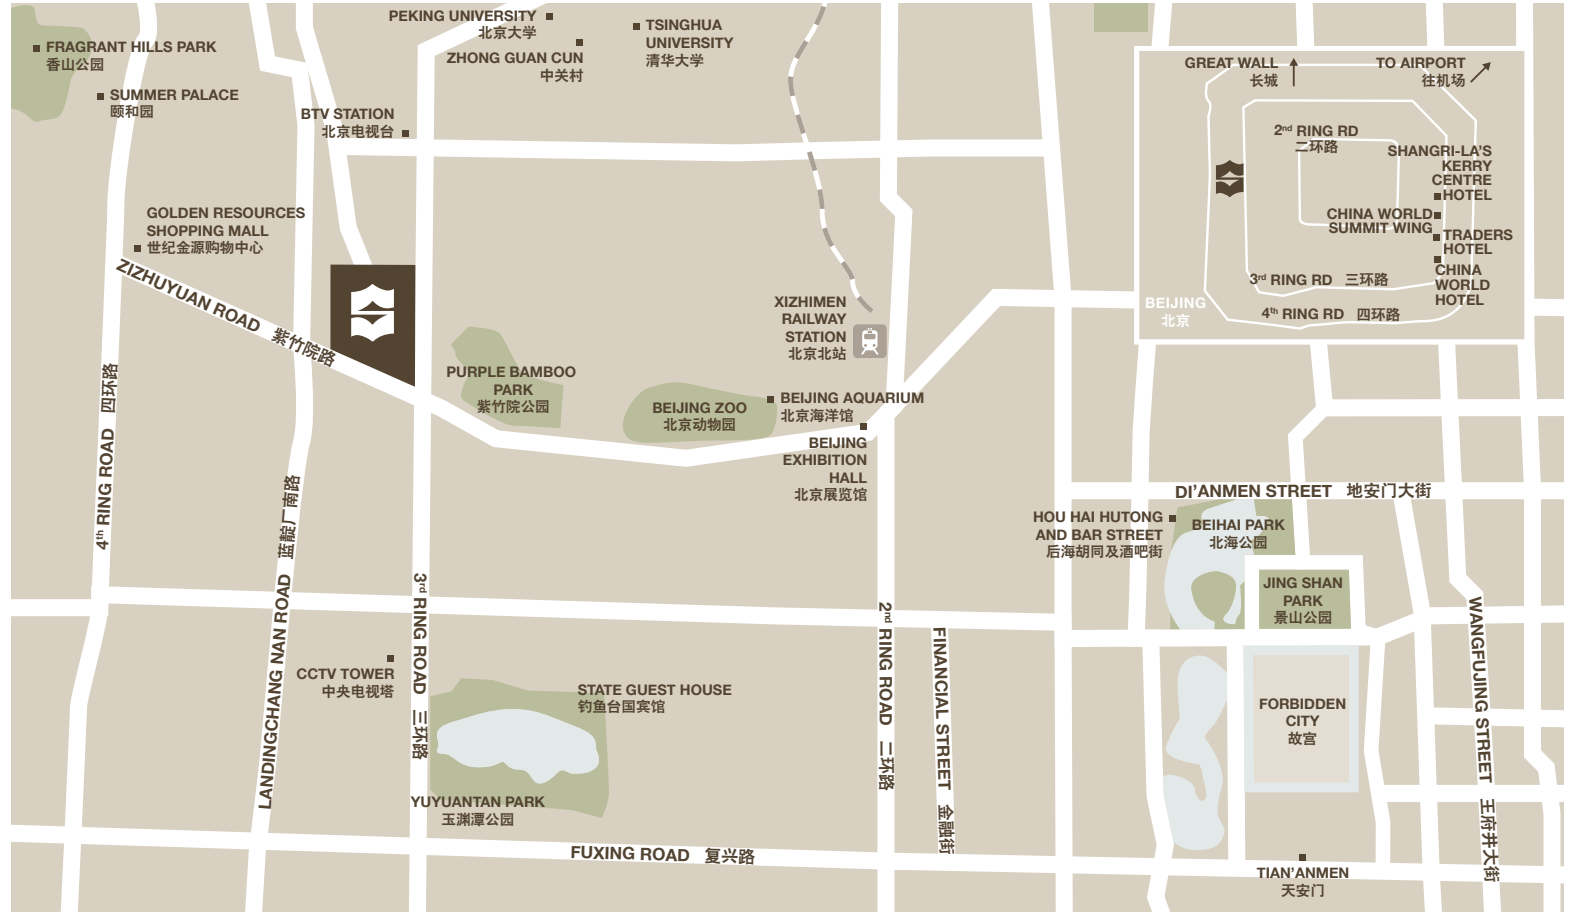 PEKING UNIVERSITY
北京大学
TSINGHUA
UNIVERSITY
清华大学
ZHONG GUAN CUN
中关村
FRAGRANT HILLS PARK
香山公园
SUMMER PALACE
颐和园
BTV STATION
北京电视台
GOLDEN RESOURCES
SHOPPING MALL
世纪金源购物中心
ZIZHUYUAN ROAD 紫竹院路
XIZHIMEN
RAILWAY
STATION
北京北站
PURPLE BAMBOO
PARK
紫竹院公园
BEIJING ZOO
北京动物园
BEIJING AQUARIUM
北京海洋馆
BEIJING
EXHIBITION
HALL
北京展览馆
GREAT WALL
长城
TO AIRPORT
往机场
2nd RING RD
二环路
SHANGRI-LA'S
KERRY
CENTRE
HOTEL
CHINA WORLD
SUMMIT WING
TRADERS
HOTEL
CHINA
WORLD
HOTEL
3rd RING RD 三环路
4th RING RD 四环路
BEIJING
北京
4th RING ROAD 四环路
LANDINGCHANG NAN ROAD 蓝靛厂南路
3rd RING ROAD 三环路
2nd RING ROAD 二环路
FINANCIAL STREET 金融街
DI'ANMEN STREET 地安门大街
HOU HAI HUTONG
AND BAR STREET
后海胡同及酒吧街
BEIHAI PARK
北海公园
JING SHAN
PARK
景山公园
WANGFUJING STREET 王府井大街
CCTV TOWER
中央电视塔
STATE GUEST HOUSE
钓鱼台国宾馆
YUYUANTAN PARK
玉渊潭公园
FORBIDDEN
CITY
故宫
FUXING ROAD 复兴路
TIAN'ANMEN
天安门